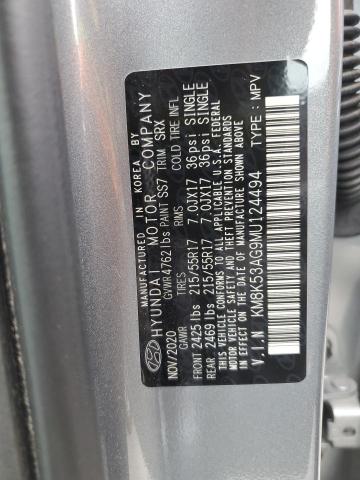 MANUFACTURED IN KOREA BY
HYUNDAI MOTOR COMPANY
NOV/2020 GVWR 4762 lbs PAINT SS7 TRIM SRX
GAWR TIRES RIMS COLD TIRE INFL
FRONT 2425 lbs 215/55R17 7.0JX17 36psi SINGLE
REAR 2469 lbs 215/55R17 7.0JX17 36psi SINGLE
THIS VEHICLE CONFORMS TO ALL APPLICABLE U.S.A. FEDERAL
MOTOR VEHICLE SAFETY, BUMPER, AND THEFT PREVENTION STANDARDS
IN EFFECT ON THE DATE OF MANUFACTURE SHOWN ABOVE.
V.I.N KM8K53AG9MU124494 TYPE: MPV